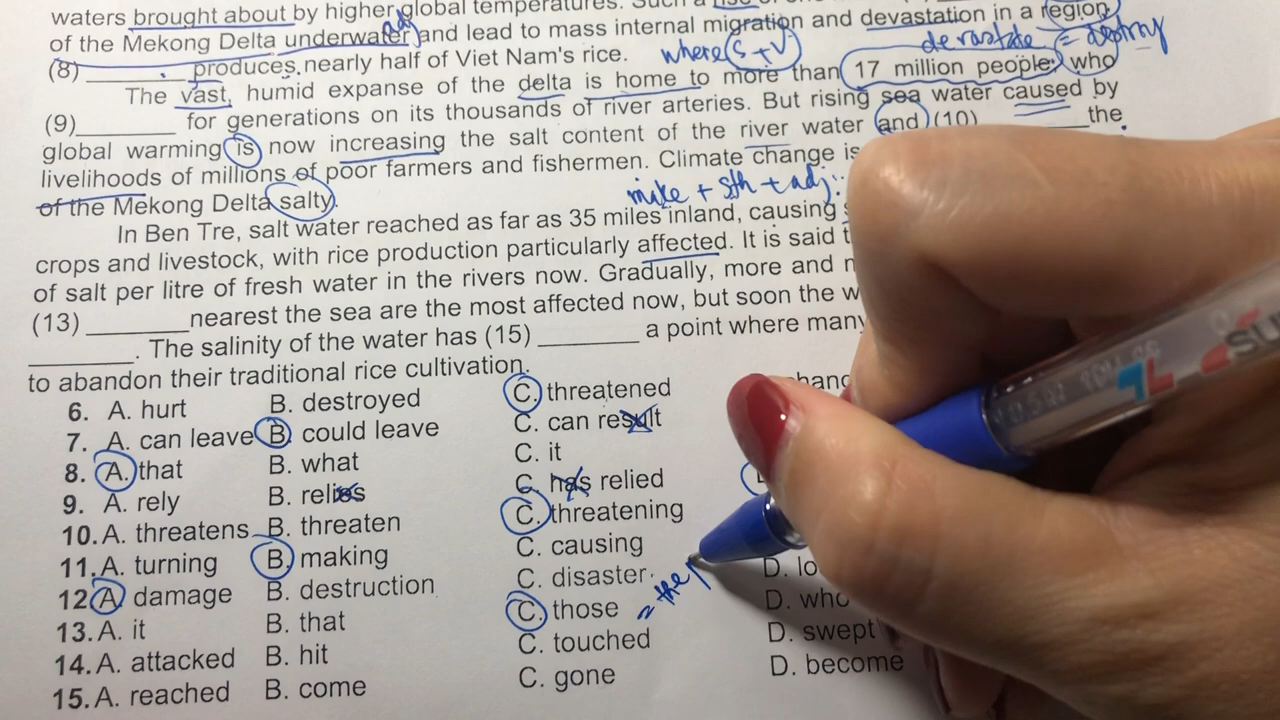 waters brought about by higher global temperatures. Such a rise of
adj
of the Mekong Delta underwater and lead to mass internal migration and devastation in a region
(8) ________ produces nearly half of Viet Nam's rice. where S + V devastate = destroy
The vast, humid expanse of the delta is home to more than 17 million people who
(9)________ for generations on its thousands of river arteries. But rising sea water caused by
global warming is now increasing the salt content of the river water and (10) ________the
livelihoods of millions of poor farmers and fishermen. Climate change is
of the Mekong Delta salty. make + sth + adj:
In Ben Tre, salt water reached as far as 35 miles inland, causing
crops and livestock, with rice production particularly affected. It is said
of salt per litre of fresh water in the rivers now. Gradually, more and
(13) ________nearest the sea are the most affected now, but soon the
________. The salinity of the water has (15) ________ a point where many
to abandon their traditional rice cultivation.
6. A. hurt B. destroyed C. threatened
7. A. can leave B. could leave C. can result
8. A. that B. what C. it
9. A. rely B. relies C. has relied
10. A. threatens B. threaten C. threatening
11. A. turning B. making C. causing
12 A. damage B. destruction C. disaster D. lo
13. A. it B. that C. those = the D. who
14. A. attacked B. hit C. touched D. swept
15. A. reached B. come C. gone D. become